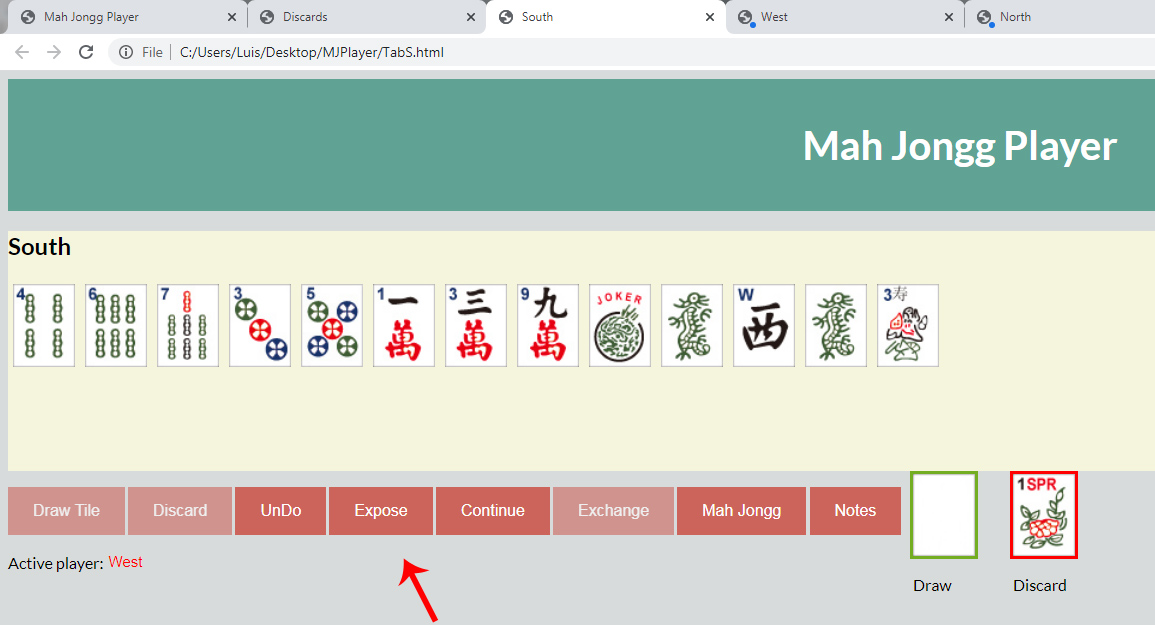 Mah Jongg Player
Discards
South
West
North
File | C:/Users/Luis/Desktop/MJPlayer/TabS.html
Mah Jongg Player
South
4
6
7
3
5
1 一 萬
3 三 萬
9 九 萬
JOKER
W 西
3 寿
Draw Tile
Discard
UnDo
Expose
Continue
Exchange
Mah Jongg
Notes
1 SPR
Active player: West
Draw
Discard